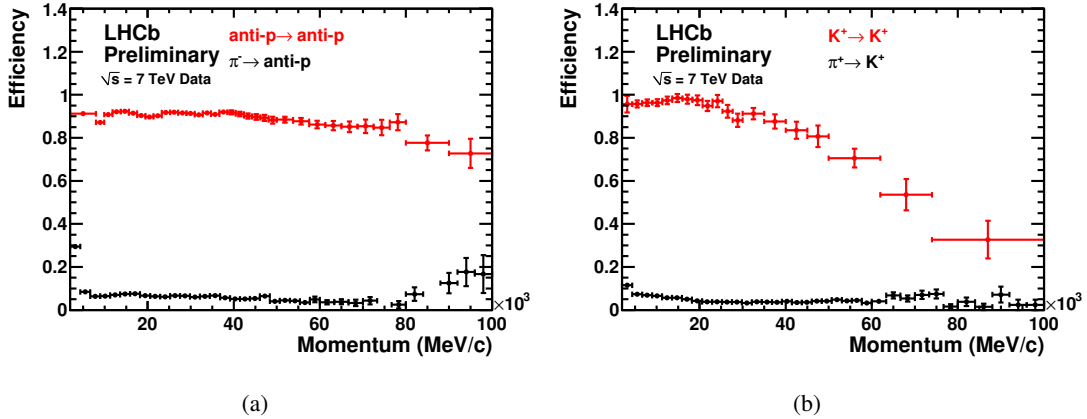 Efficiency
1.4
1.2
1
0.8
0.6
0.4
0.2
0
LHCb
Preliminary
√s = 7 TeV Data
anti-p→ anti-p
π⁻→ anti-p
20 40 60 80 100
×10³
Momentum (MeV/c)
(a)
Efficiency
1.4
1.2
1
0.8
0.6
0.4
0.2
0
LHCb
Preliminary
√s = 7 TeV Data
K⁺→ K⁺
π⁺→ K⁺
20 40 60 80 100
×10³
Momentum (MeV/c)
(b)